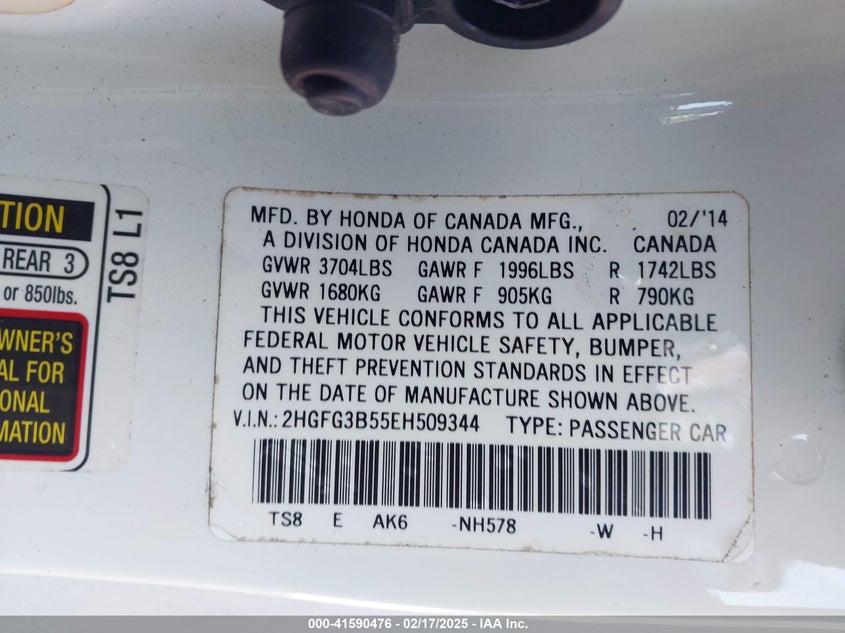 TION
REAR 3
or 850lbs.
WNER'S
AL FOR
ONAL
MATION
TS8 L1
MFD. BY HONDA OF CANADA MFG., 02/'14
A DIVISION OF HONDA CANADA INC. CANADA
GVWR 3704LBS GAWR F 1996LBS R 1742LBS
GVWR 1680KG GAWR F 905KG R 790KG
THIS VEHICLE CONFORMS TO ALL APPLICABLE
FEDERAL MOTOR VEHICLE SAFETY, BUMPER,
AND THEFT PREVENTION STANDARDS IN EFFECT
ON THE DATE OF MANUFACTURE SHOWN ABOVE.
V.I.N.: 2HGFG3B55EH509344 TYPE: PASSENGER CAR
TS8 E AK6 -NH578 -W -H
000-41590476 - 02/17/2025 - IAA Inc.